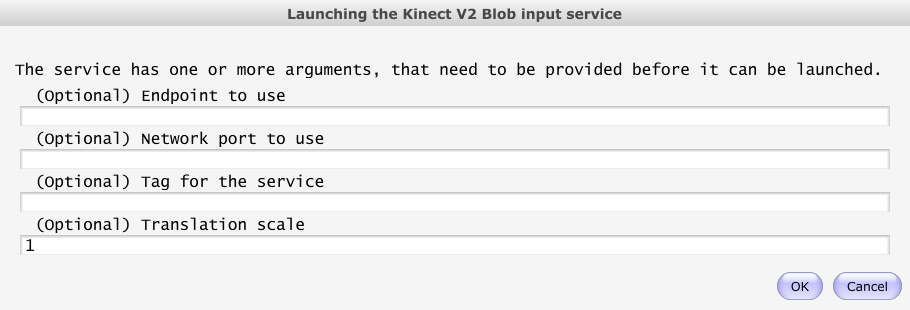 Launching the Kinect V2 Blob input service
The service has one or more arguments, that need to be provided before it can be launched.
(Optional) Endpoint to use
(Optional) Network port to use
(Optional) Tag for the service
(Optional) Translation scale
1
OK Cancel